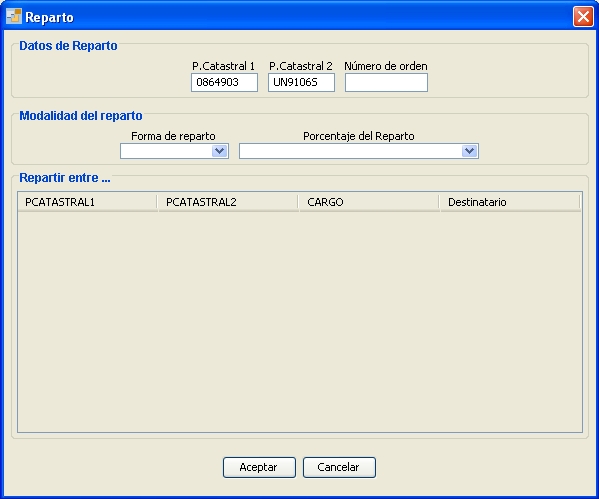 Reparto
Datos de Reparto
P.Catastral 1 P.Catastral 2 Número de orden
0864903 UN91065
Modalidad del reparto
Forma de reparto Porcentaje del Reparto
Repartir entre ...
PCATASTRAL1 PCATASTRAL2 CARGO Destinatario
Aceptar Cancelar